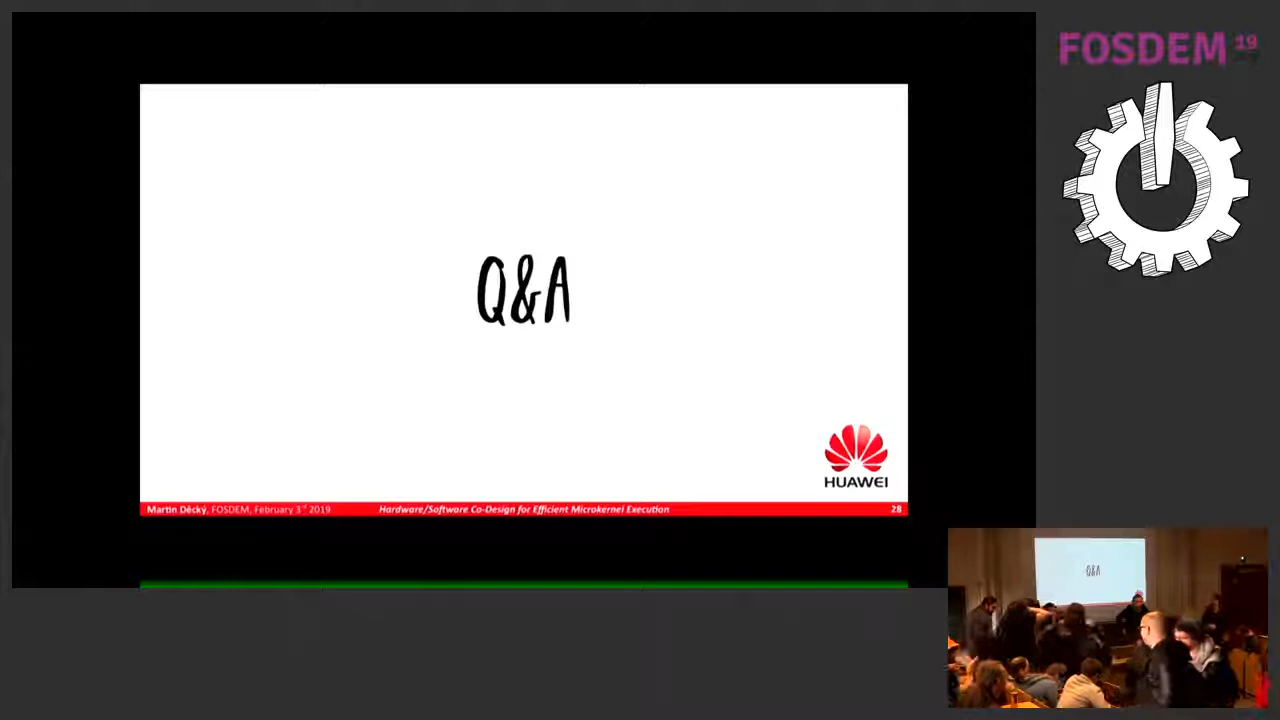 FOSDEM 19
Q&A
HUAWEI
Martin Děcký, FOSDEM, February 3rd 2019 Hardware/Software Co-Design for Efficient Microkernel Execution 28
Q&A